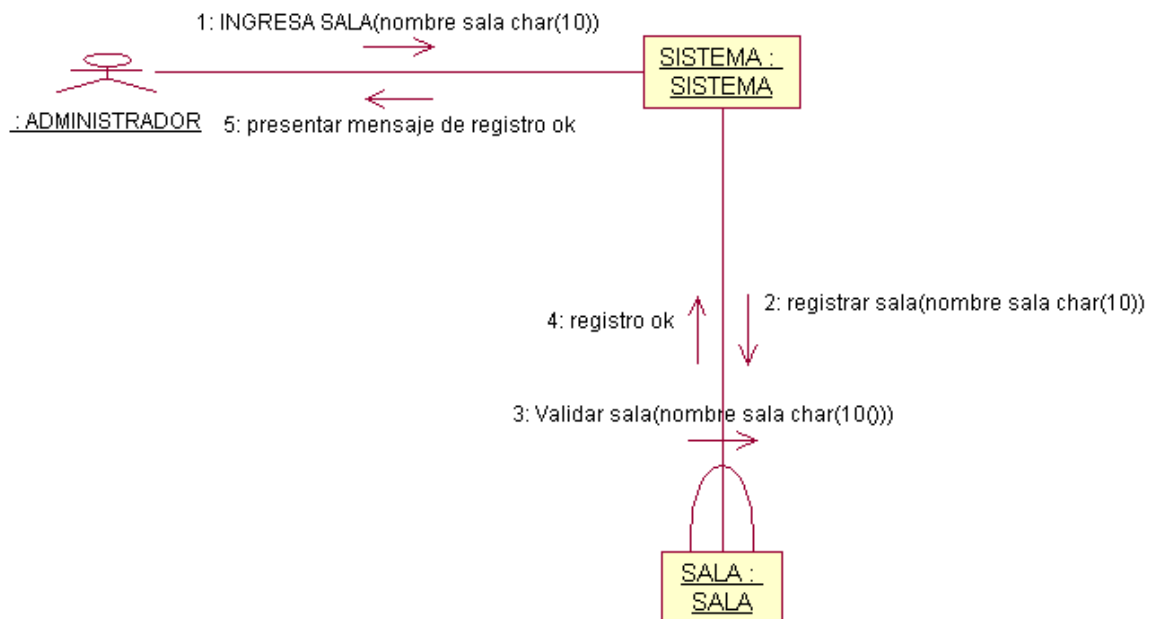 1: INGRESA SALA(nombre sala char(10))
SISTEMA :
SISTEMA
: ADMINISTRADOR
5: presentar mensaje de registro ok
2: registrar sala(nombre sala char(10))
4: registro ok
3: Validar sala(nombre sala char(10()))
SALA :
SALA